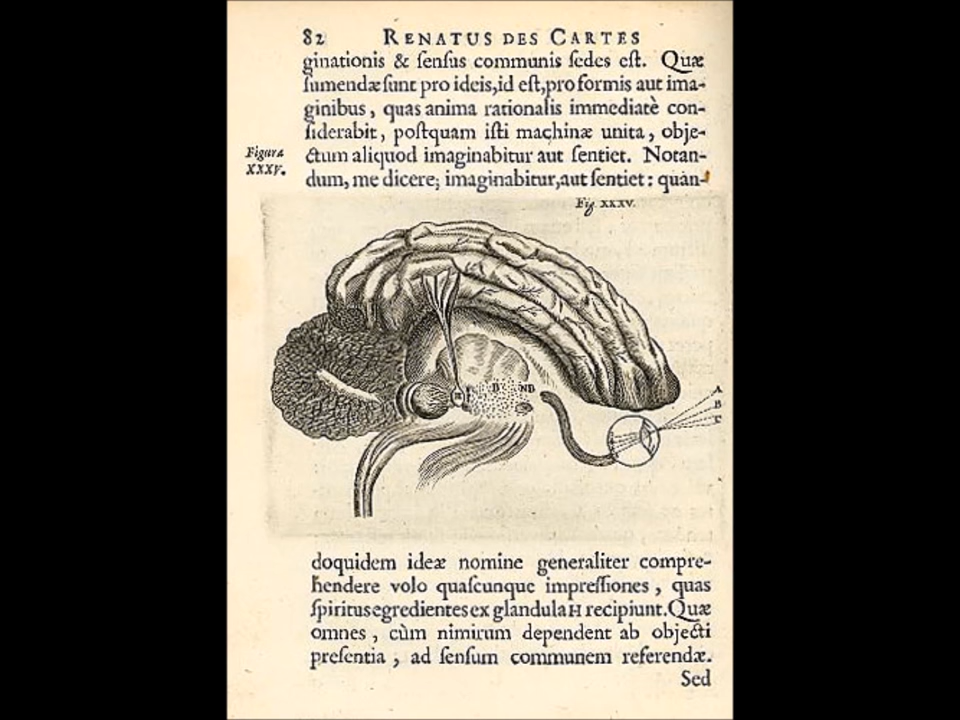 82 RENATUS DES CARTES
ginationis & ſenſus communis ſedes eſt. Quæ
ſumendæ ſunt pro ideis, id eſt, pro formis aut ima-
ginibus, quas anima rationalis immediatè con-
ſiderabit, poſtquam iſti machinæ unita, obje-
Figura
XXXV.
ctum aliquod imaginabitur aut ſentiet. Notan-
dum, me dicere; imaginabitur, aut ſentiet: quan-
Fig. XXXV.
B NB
H
A
B
C
doquidem ideæ nomine generaliter compre-
hendere volo quaſcunque impreſſiones, quas
ſpiritus egredientes ex glandula H recipiunt. Quæ
omnes, cùm nimirum dependent ab objecti
preſentia, ad ſenſum communem referendæ.
Sed